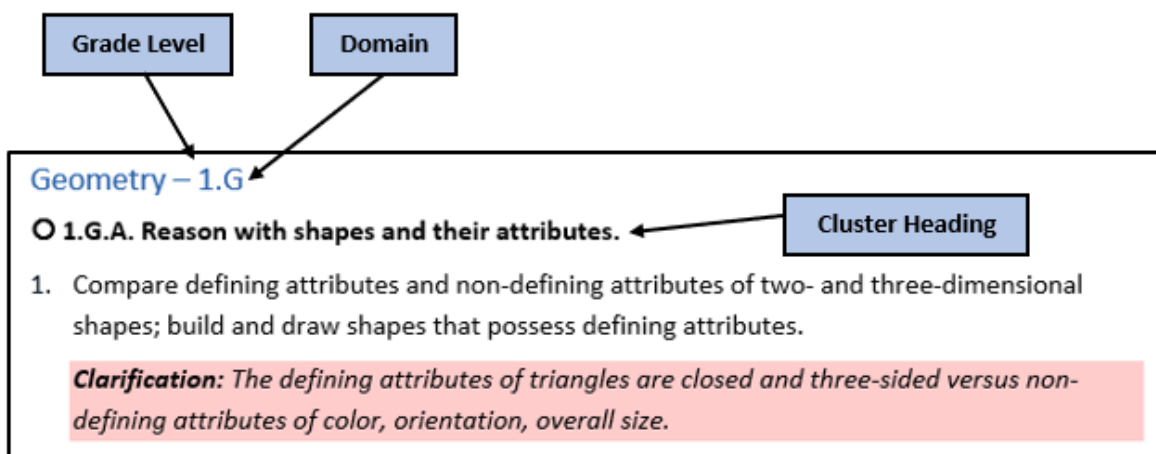 Grade Level
Domain
Geometry – 1.G
1.G.A. Reason with shapes and their attributes.
Cluster Heading
1. Compare defining attributes and non-defining attributes of two- and three-dimensional
shapes; build and draw shapes that possess defining attributes.
Clarification: The defining attributes of triangles are closed and three-sided versus non-
defining attributes of color, orientation, overall size.